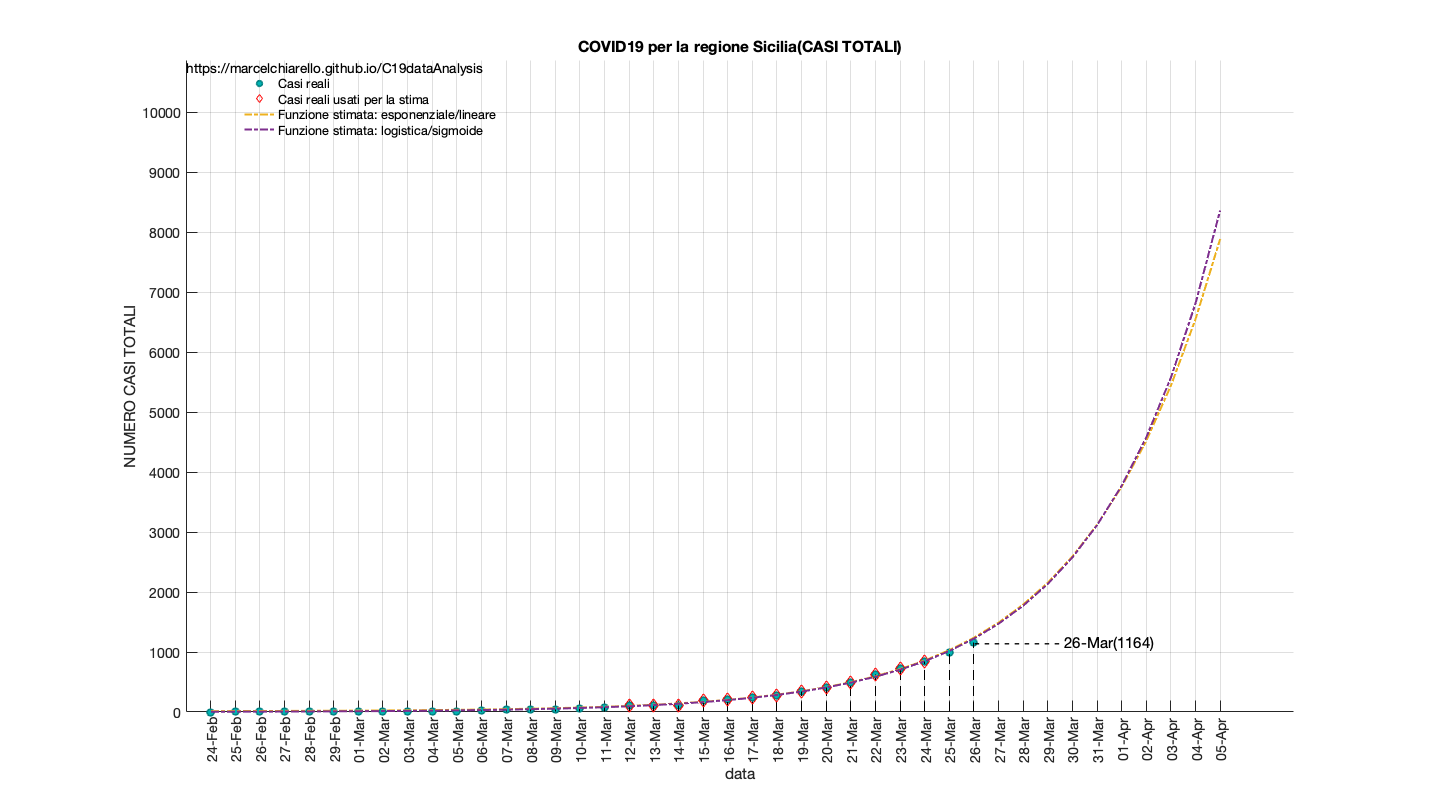 COVID19 per la regione Sicilia(CASI TOTALI)
https://marcelchiarello.github.io/C19dataAnalysis
Casi reali
Casi reali usati per la stima
Funzione stimata: esponenziale/lineare
Funzione stimata: logistica/sigmoide
NUMERO CASI TOTALI
10000
9000
8000
7000
6000
5000
4000
3000
2000
1000
0
26-Mar(1164)
24-Feb
25-Feb
26-Feb
27-Feb
28-Feb
29-Feb
01-Mar
02-Mar
03-Mar
04-Mar
05-Mar
06-Mar
07-Mar
08-Mar
09-Mar
10-Mar
11-Mar
12-Mar
13-Mar
14-Mar
15-Mar
16-Mar
17-Mar
18-Mar
19-Mar
20-Mar
21-Mar
22-Mar
23-Mar
24-Mar
25-Mar
26-Mar
27-Mar
28-Mar
29-Mar
30-Mar
31-Mar
01-Apr
02-Apr
03-Apr
04-Apr
05-Apr
data